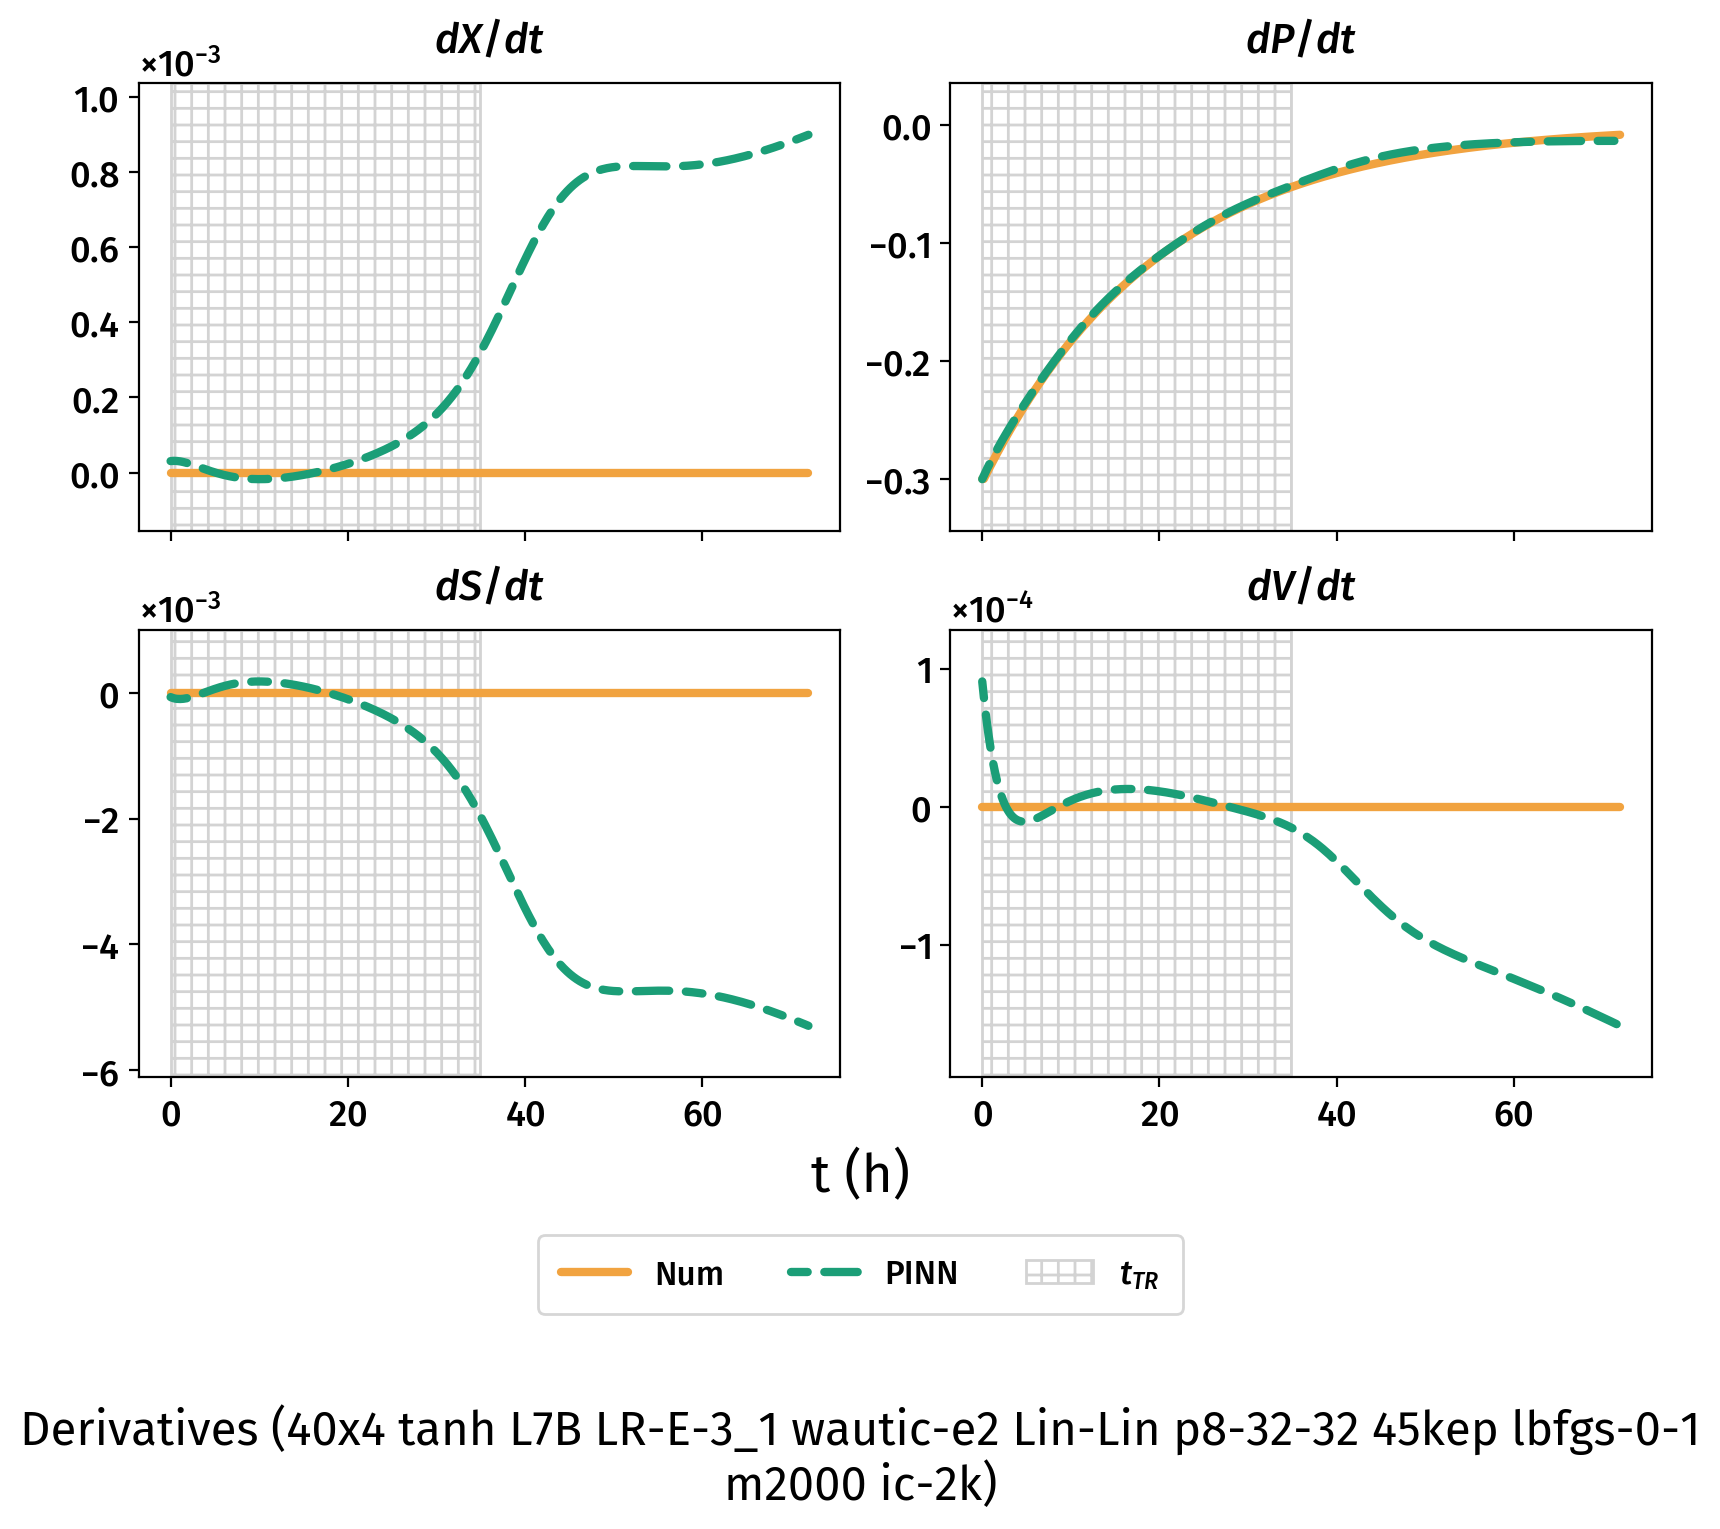 dX/dt
×10⁻³
1.0
0.8
0.6
0.4
0.2
0.0
dP/dt
0.0
−0.1
−0.2
−0.3
dS/dt
×10⁻³
0
−2
−4
−6
0 20 40 60
dV/dt
×10⁻⁴
1
0
−1
0 20 40 60
t (h)
Num PINN t_TR
Derivatives (40x4 tanh L7B LR-E-3_1 wautic-e2 Lin-Lin p8-32-32 45kep lbfgs-0-1
m2000 ic-2k)